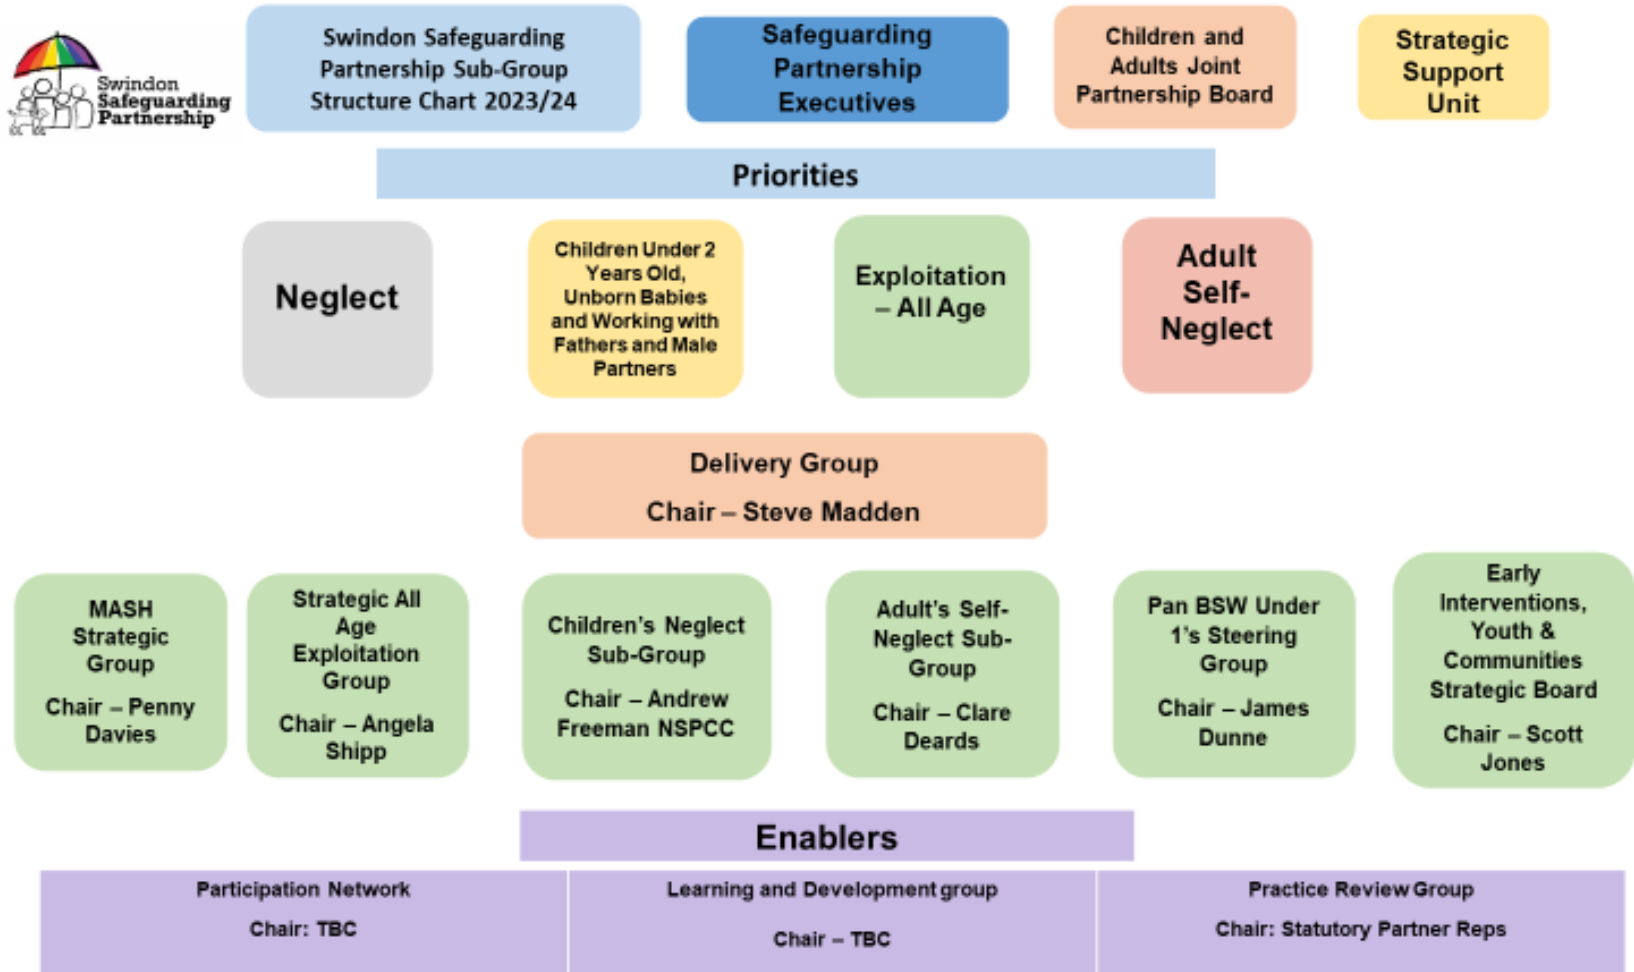 Swindon
Safeguarding
Partnership
Swindon Safeguarding
Partnership Sub-Group
Structure Chart 2023/24
Safeguarding
Partnership
Executives
Children and
Adults Joint
Partnership Board
Strategic
Support
Unit
Priorities
Neglect
Children Under 2
Years Old,
Unborn Babies
and Working with
Fathers and Male
Partners
Exploitation
– All Age
Adult
Self-
Neglect
Delivery Group
Chair – Steve Madden
MASH
Strategic
Group
Chair – Penny
Davies
Strategic All
Age
Exploitation
Group
Chair – Angela
Shipp
Children's Neglect
Sub-Group
Chair – Andrew
Freeman NSPCC
Adult's Self-
Neglect Sub-
Group
Chair – Clare
Deards
Pan BSW Under
1's Steering
Group
Chair – James
Dunne
Early
Interventions,
Youth &
Communities
Strategic Board
Chair – Scott
Jones
Enablers
Participation Network
Chair: TBC
Learning and Development group
Chair – TBC
Practice Review Group
Chair: Statutory Partner Reps